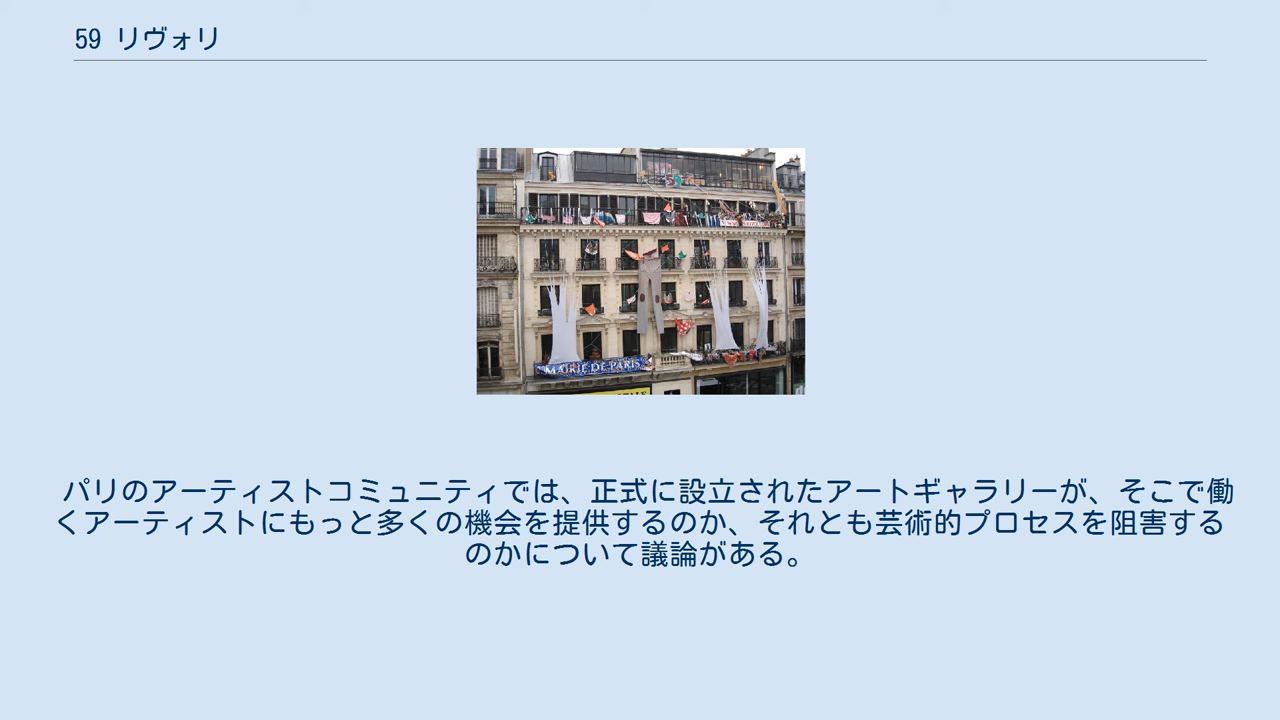 59 リヴォリ
MAIRIE DE PARIS
パリのアーティストコミュニティでは、正式に設立されたアートギャラリーが、そこで働
くアーティストにもっと多くの機会を提供するのか、それとも芸術的プロセスを阻害する
のかについて議論がある。